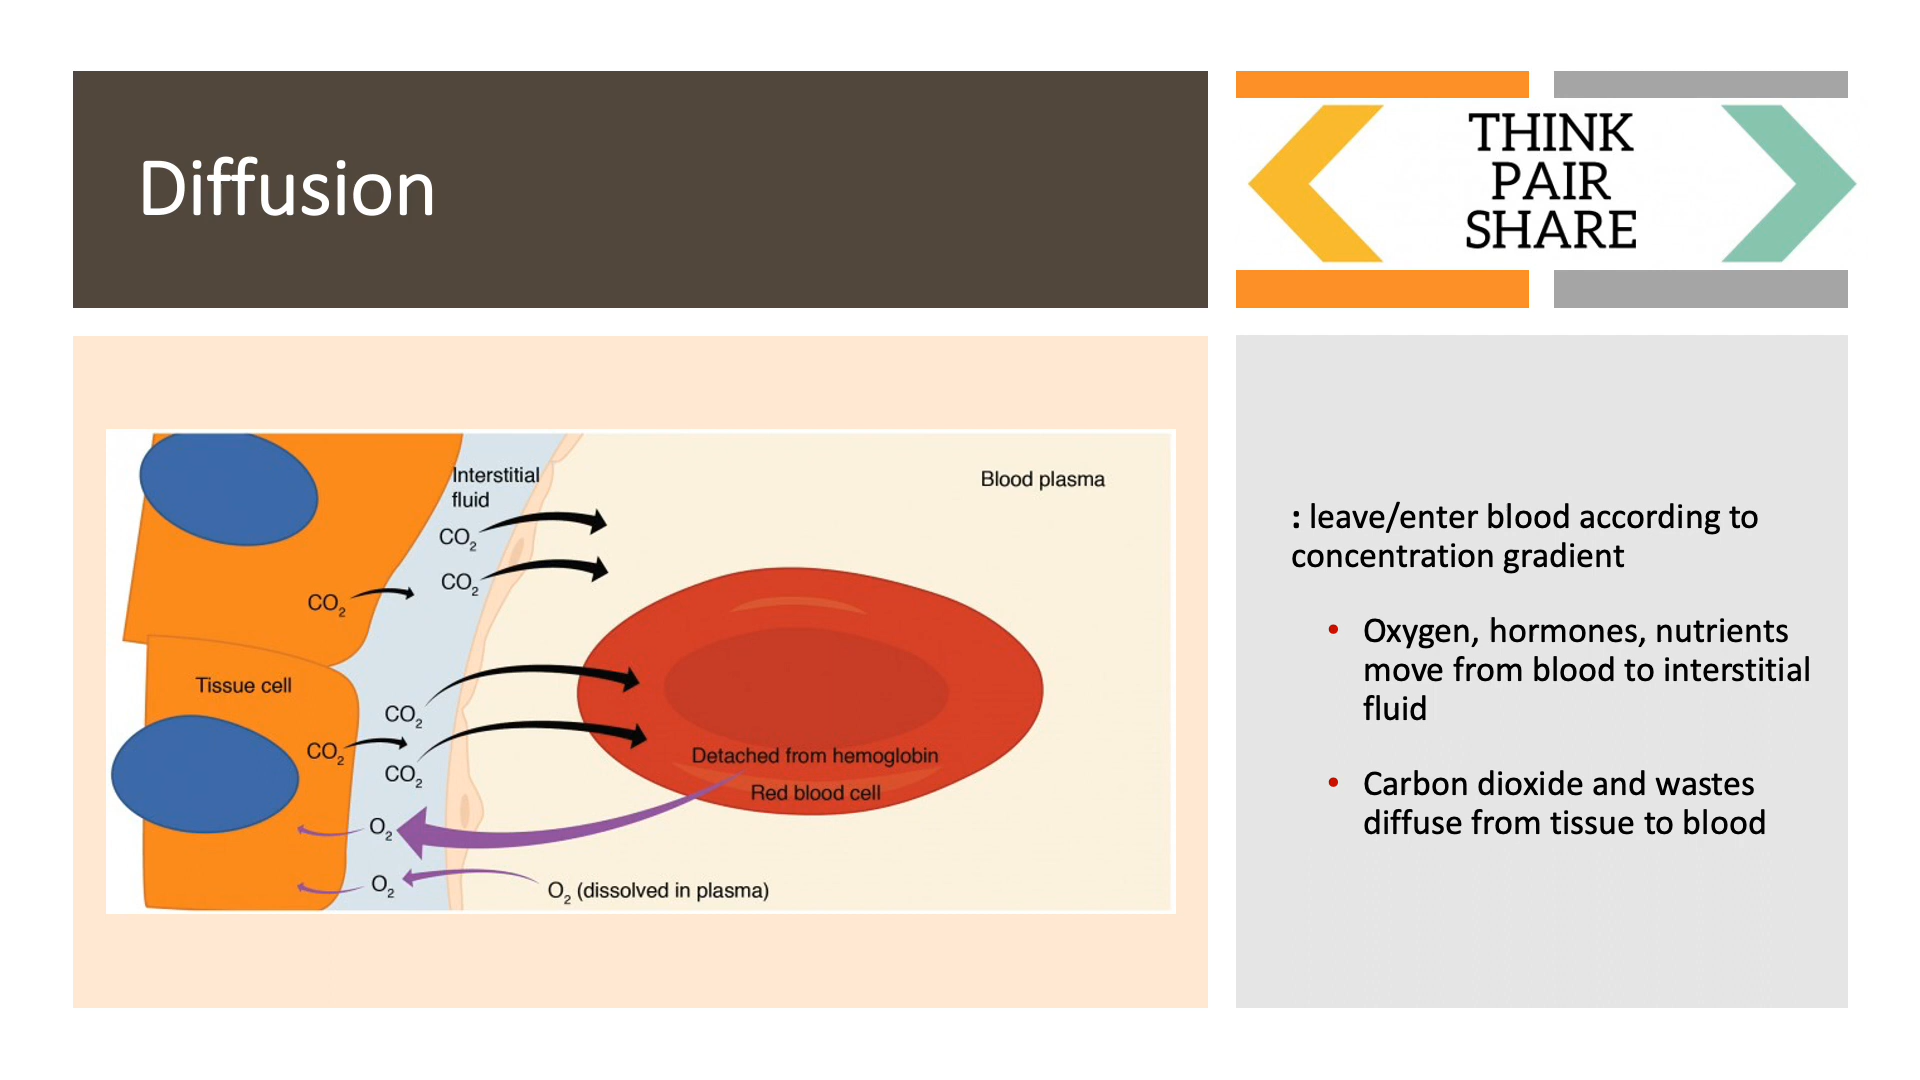 Diffusion
THINK
PAIR
SHARE
Interstitial
fluid
Blood plasma
CO₂
CO₂
CO₂
Tissue cell
CO₂
CO₂
CO₂
Detached from hemoglobin
Red blood cell
O₂
O₂
O₂ (dissolved in plasma)
: leave/enter blood according to
concentration gradient
• Oxygen, hormones, nutrients
move from blood to interstitial
fluid
• Carbon dioxide and wastes
diffuse from tissue to blood